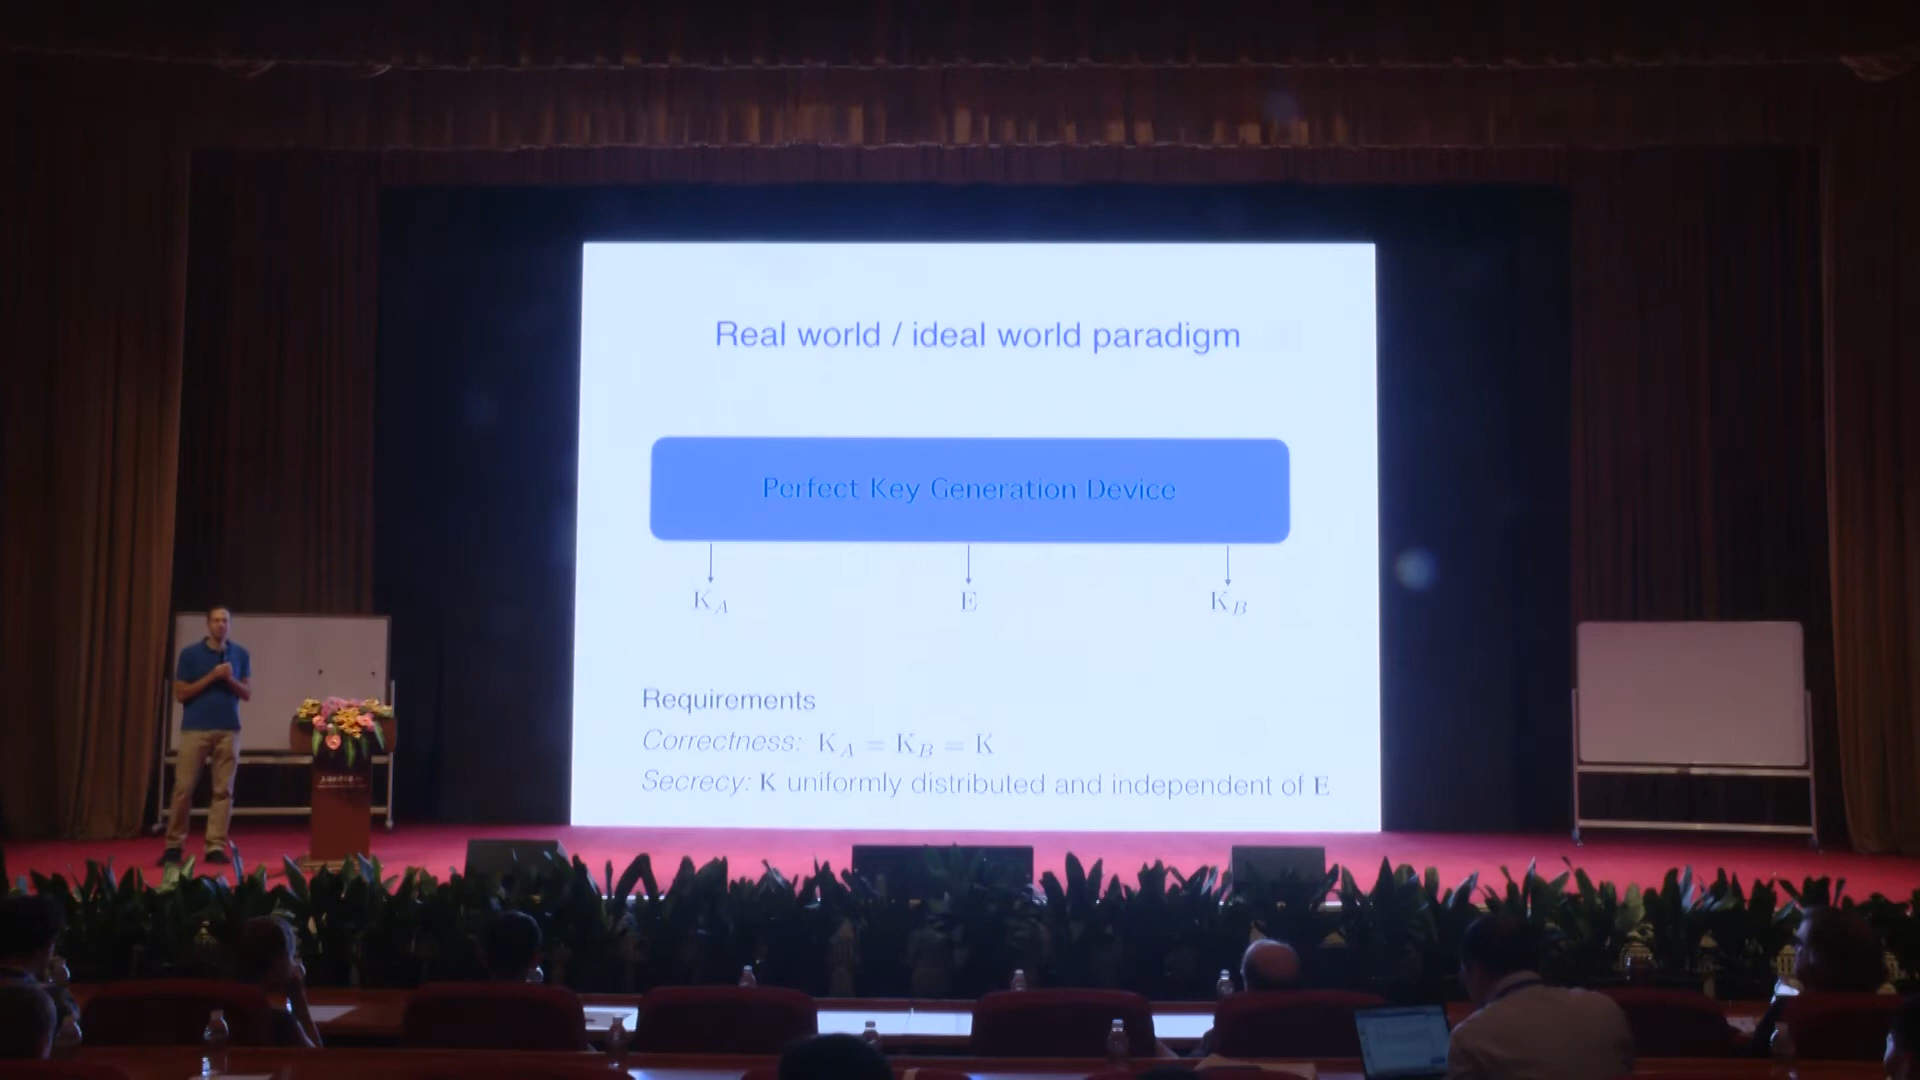 Real world / ideal world paradigm
Perfect Key Generation Device
K_A E K_B
Requirements
Correctness: K_A = K_B = K
Secrecy: K uniformly distributed and independent of E